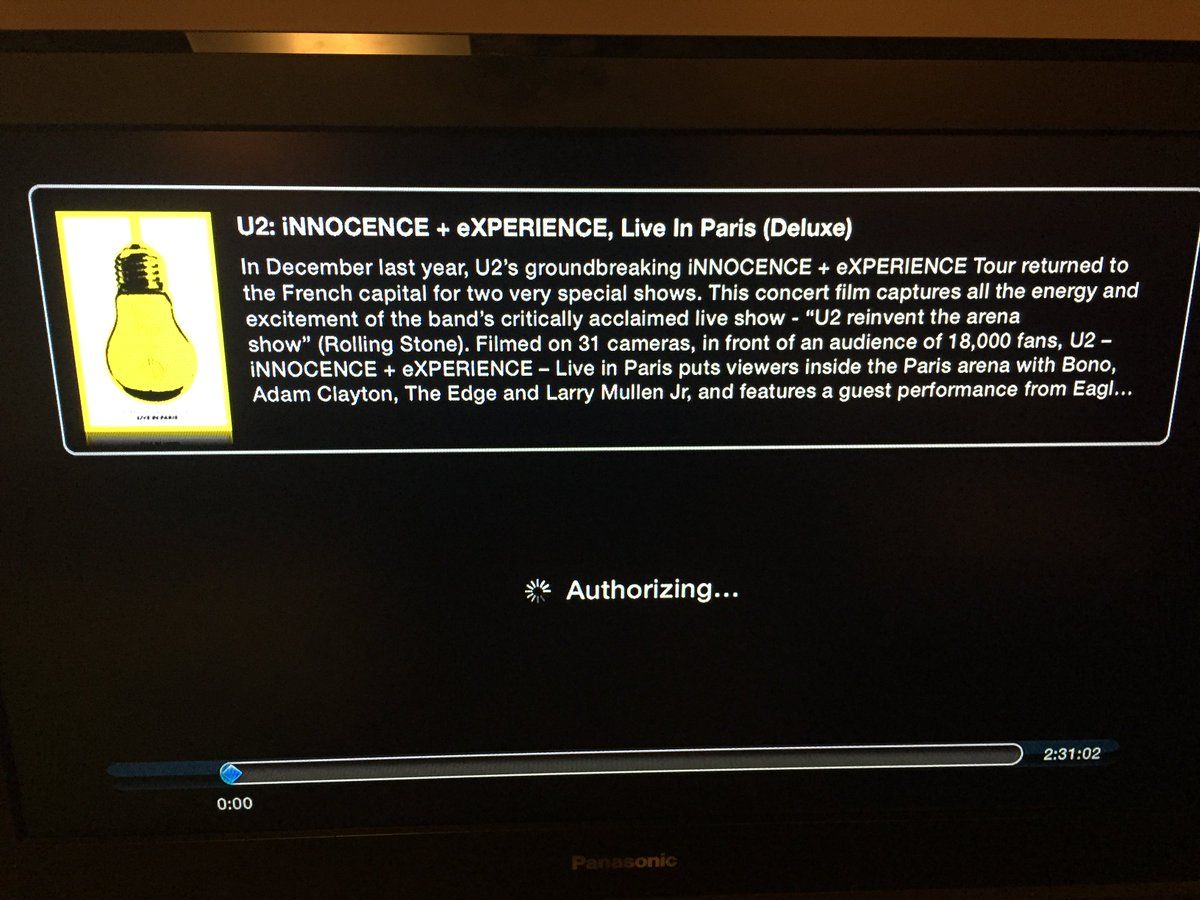 U2: iNNOCENCE + eXPERIENCE, Live In Paris (Deluxe)
In December last year, U2’s groundbreaking iNNOCENCE + eXPERIENCE Tour returned to
the French capital for two very special shows. This concert film captures all the energy and
excitement of the band’s critically acclaimed live show - “U2 reinvent the arena
show” (Rolling Stone). Filmed on 31 cameras, in front of an audience of 18,000 fans, U2 –
iNNOCENCE + eXPERIENCE – Live in Paris puts viewers inside the Paris arena with Bono,
Adam Clayton, The Edge and Larry Mullen Jr, and features a guest performance from Eagl...
LIVE IN PARIS
Authorizing...
2:31:02
0:00
Panasonic